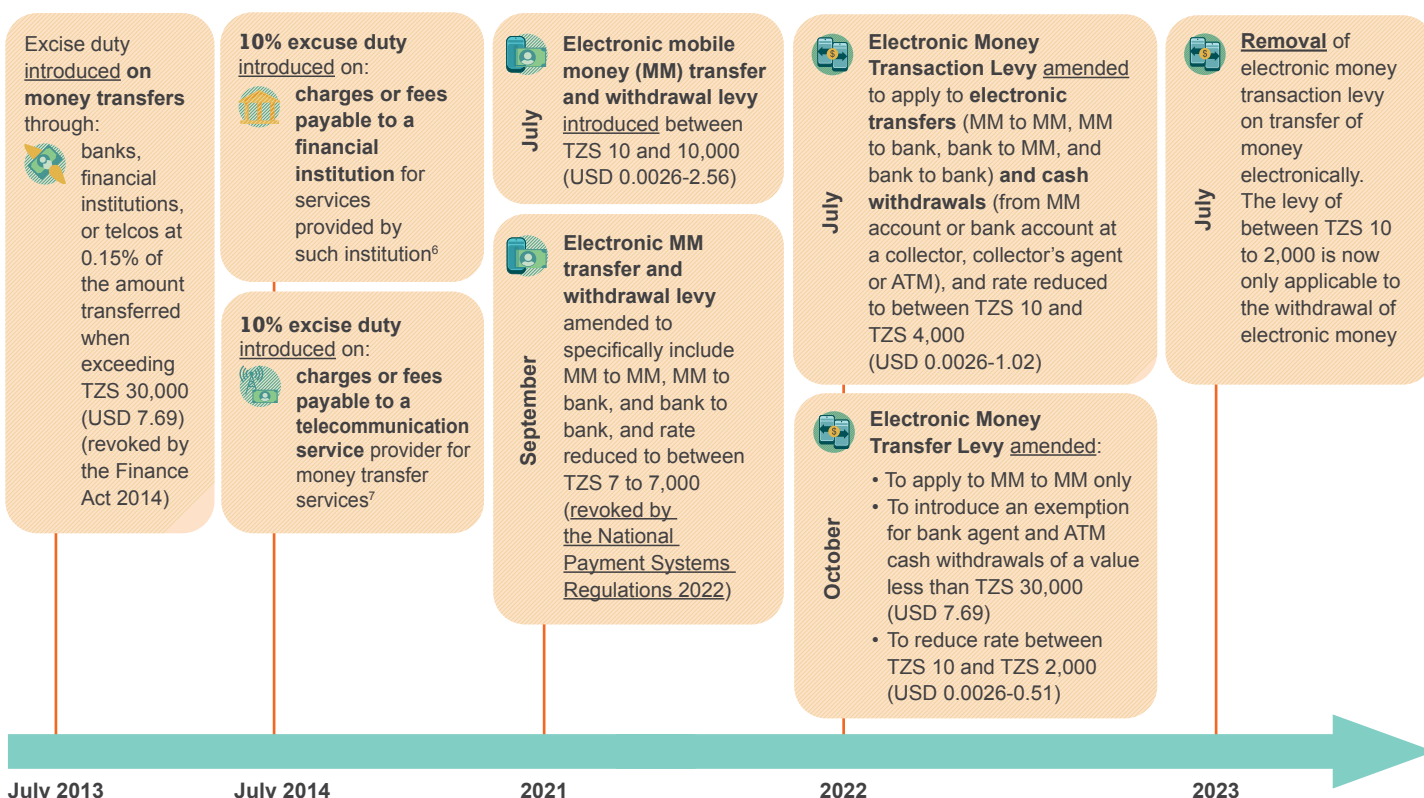 Excise duty
introduced on
money transfers
through:
banks,
financial
institutions,
or telcos at
0.15% of
the amount
transferred
when
exceeding
TZS 30,000
(USD 7.69)
(revoked by
the Finance
Act 2014)
10% excuse duty
introduced on:
charges or fees
payable to a
financial
institution for
services
provided by
such institution6
10% excise duty
introduced on:
charges or fees
payable to a
telecommunication
service provider for
money transfer
services7
July
Electronic mobile
money (MM) transfer
and withdrawal levy
introduced between
TZS 10 and 10,000
(USD 0.0026-2.56)
September
Electronic MM
transfer and
withdrawal levy
amended to
specifically include
MM to MM, MM to
bank, and bank to
bank, and rate
reduced to between
TZS 7 to 7,000
(revoked by
the National
Payment Systems
Regulations 2022)
July
Electronic Money
Transaction Levy amended
to apply to electronic
transfers (MM to MM, MM
to bank, bank to MM, and
bank to bank) and cash
withdrawals (from MM
account or bank account at
a collector, collector’s agent
or ATM), and rate reduced
to between TZS 10 and
TZS 4,000
(USD 0.0026-1.02)
October
Electronic Money
Transfer Levy amended:
• To apply to MM to MM only
• To introduce an exemption
for bank agent and ATM
cash withdrawals of a value
less than TZS 30,000
(USD 7.69)
• To reduce rate between
TZS 10 and TZS 2,000
(USD 0.0026-0.51)
July
Removal of
electronic money
transaction levy
on transfer of
money
electronically.
The levy of
between TZS 10
to 2,000 is now
only applicable to
the withdrawal of
electronic money
July 2013
July 2014
2021
2022
2023